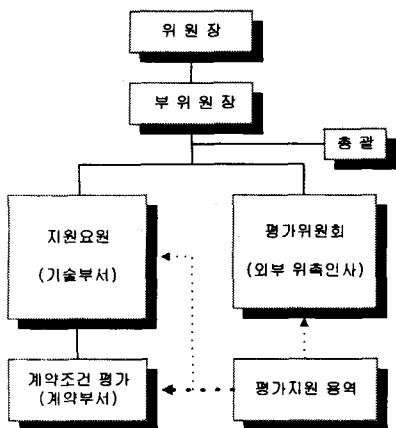 위 원 장
부 위 원 장
총 괄
지원요원
(기술부서)
평가위원회
(외부 위촉인사)
계약조건 평가
(계약부서)
평가지원 용역